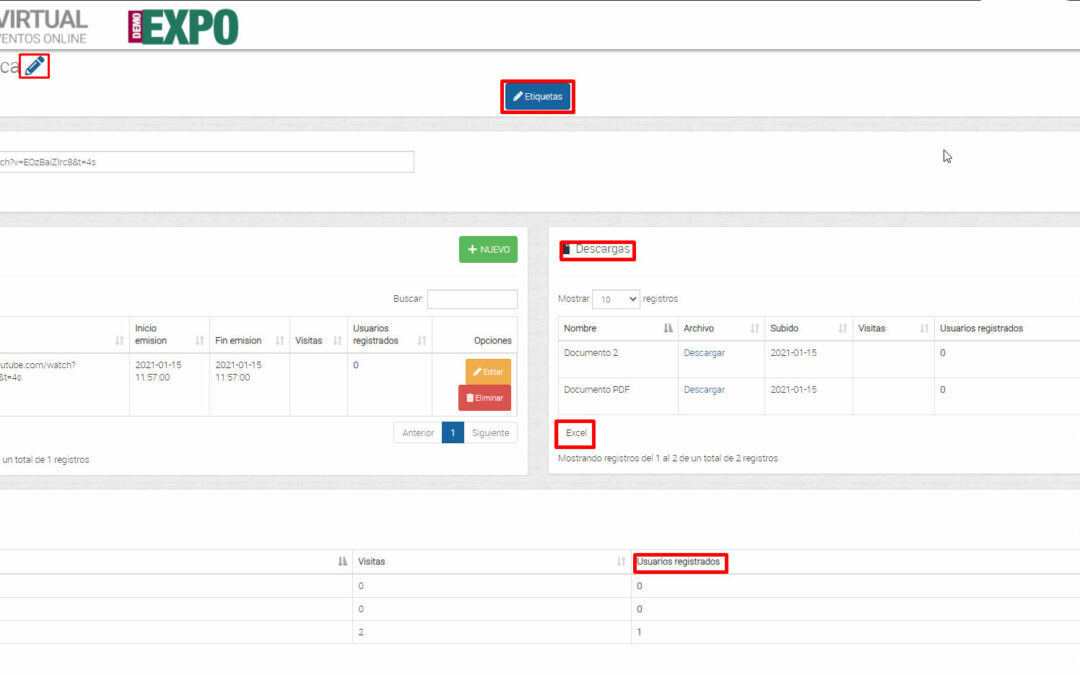 VIRTUAL
VENTOS ONLINE
DEMO EXPO
ca
Etiquetas
ch?v=EOzBaiZIrc8&t=4s
+ NUEVO
Descargas
Buscar:
Mostrar 10 registros
Inicio emision Fin emision Visitas Usuarios registrados Opciones
Nombre Archivo Subido Visitas Usuarios registrados
utube.com/watch?
&t=4s
2021-01-15 11:57:00 2021-01-15 11:57:00 0 Editar
Eliminar
Documento 2 Descargar 2021-01-15 0
Documento PDF Descargar 2021-01-15 0
Anterior 1 Siguiente
Excel
un total de 1 registros
Mostrando registros del 1 al 2 de un total de 2 registros
Visitas Usuarios registrados
0 0
0 0
2 1